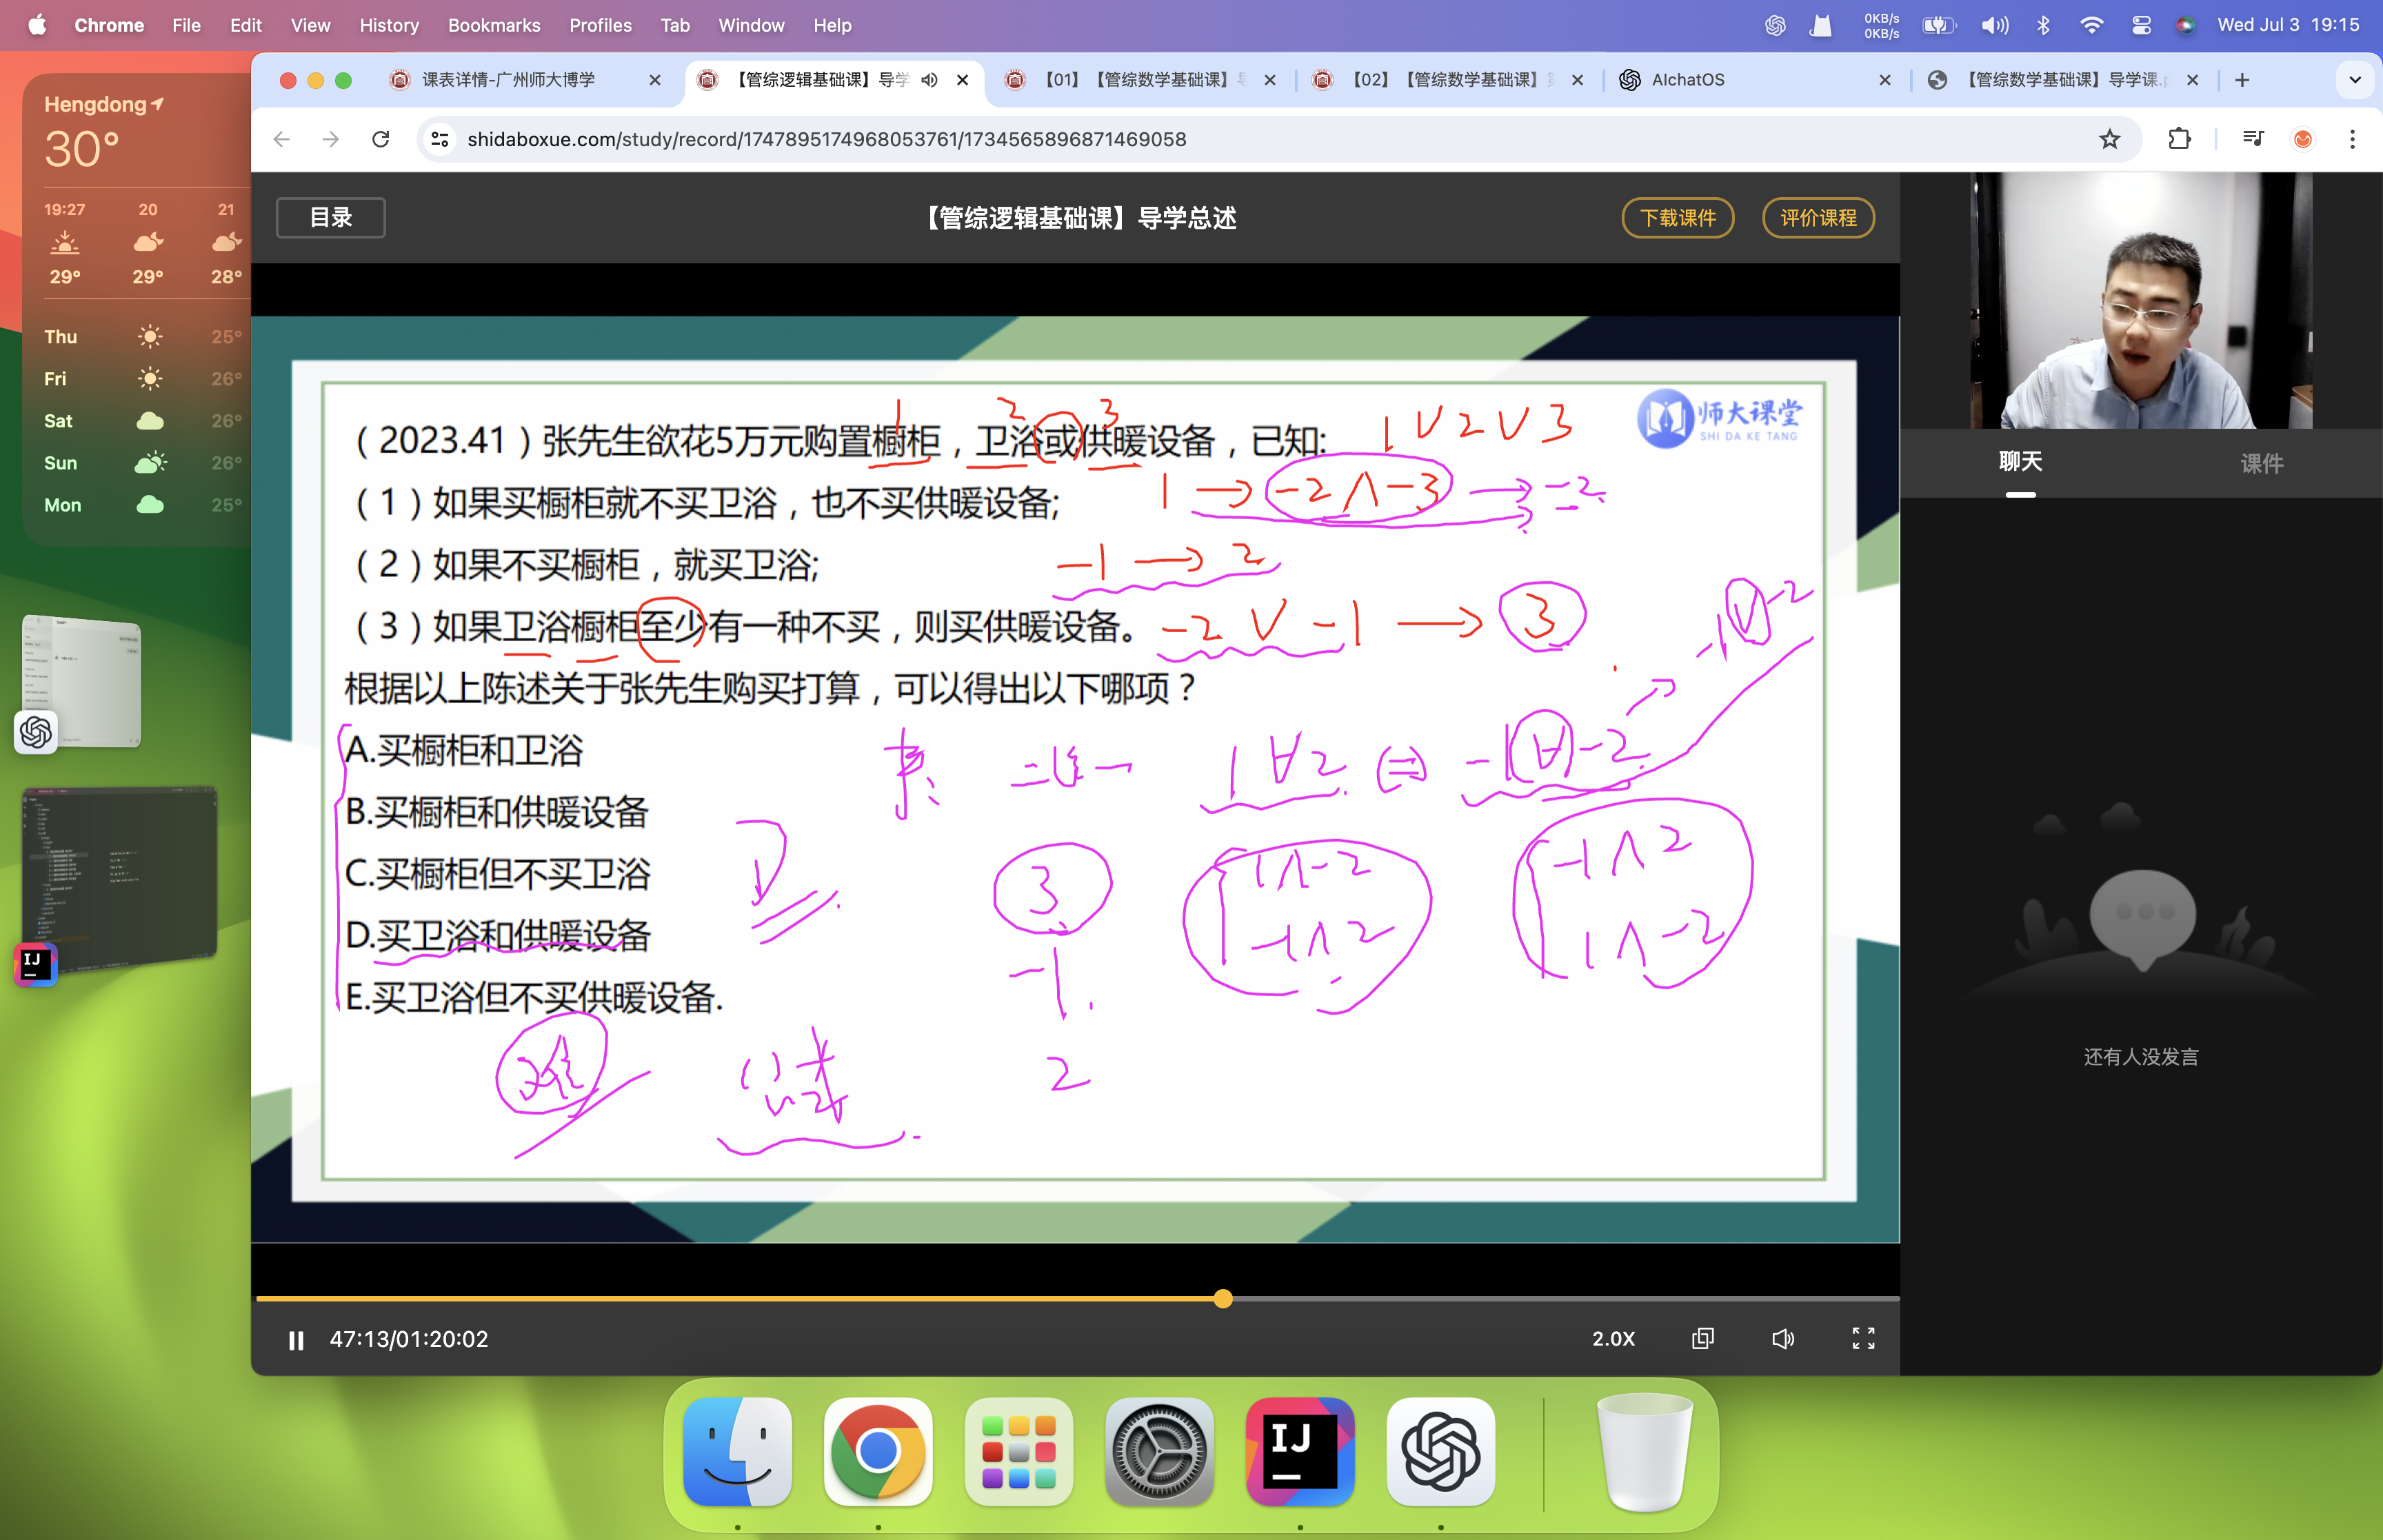 Chrome File Edit View History Bookmarks Profiles Tab Window Help 0KB/s 0KB/s Wed Jul 3 19:15
课表详情-广州师大博学 【管综逻辑基础课】导学 【01】【管综数学基础课】 【02】【管综数学基础课】 AIchatOS 【管综数学基础课】导学课.
shidaboxue.com/study/record/1747895174968053761/1734565896871469058
Hengdong
30°
19:27 20 21
29° 29° 28°
Thu 25°
Fri 26°
Sat 26°
Sun 26°
Mon 25°
目录 【管综逻辑基础课】导学总述 下载课件 评价课程
师大课堂
SHI DA KE TANG
1 2 3 1∨2∨3
（2023.41）张先生欲花5万元购置橱柜，卫浴或供暖设备，已知:
（1）如果买橱柜就不买卫浴，也不买供暖设备; 1→-2∧-3→-2
（2）如果不买橱柜，就买卫浴; -1→2
（3）如果卫浴橱柜至少有一种不买，则买供暖设备。 -2∨-1→3
-1∨-2
根据以上陈述关于张先生购买打算，可以得出以下哪项？
A.买橱柜和卫浴
1∀2⇔-1∀-2
B.买橱柜和供暖设备
C.买橱柜但不买卫浴 D 3 1∧-2 -1∧2
D.买卫浴和供暖设备 -1∧2 1∧-2
E.买卫浴但不买供暖设备. -1
难 2
聊天 课件
还有人没发言
47:13/01:20:02 2.0X
IJ
IJ